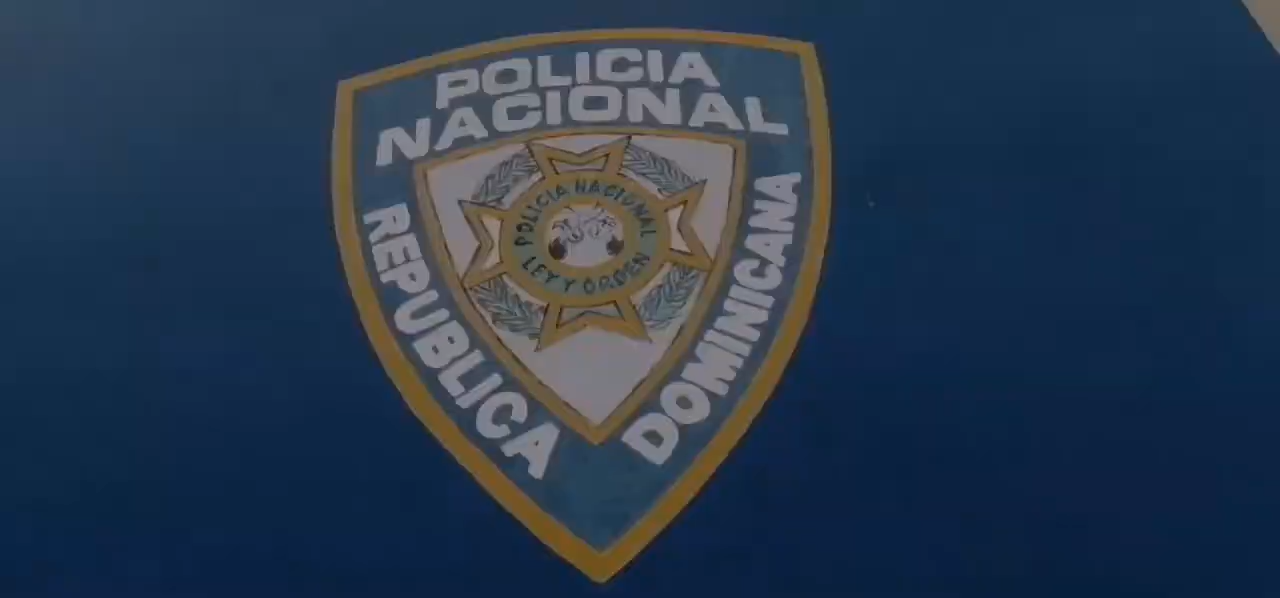 POLICIA
NACIONAL
REPUBLICA
DOMINICANA
POLICIA NACIONAL
LEY Y ORDEN